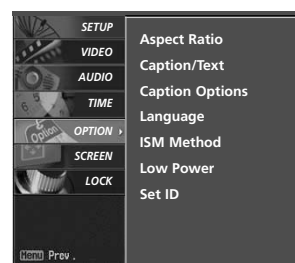 SETUP
VIDEO
AUDIO
TIME
OPTION
SCREEN
LOCK
Menu Prev.
Aspect Ratio
Caption/Text
Caption Options
Language
ISM Method
Low Power
Set ID